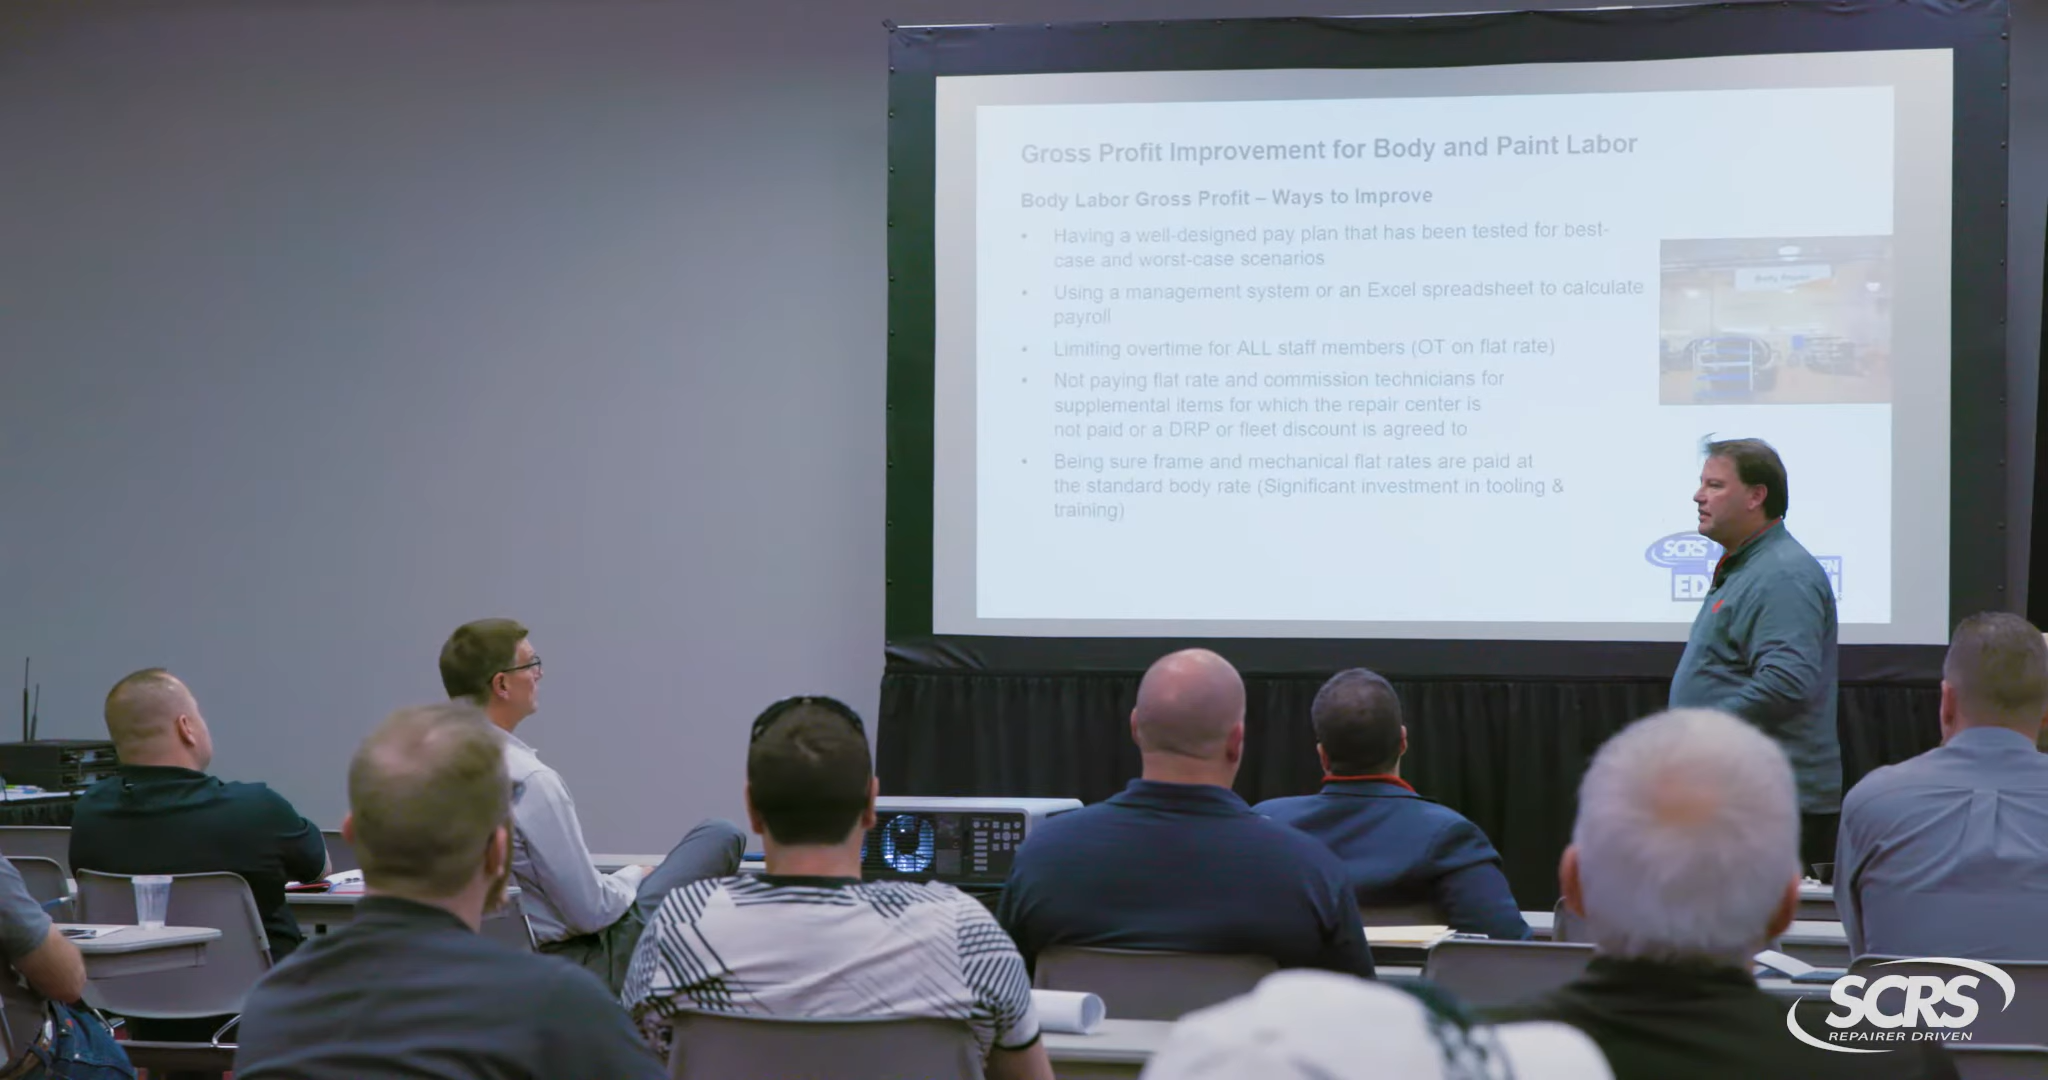 Gross Profit Improvement for Body and Paint Labor
Body Labor Gross Profit – Ways to Improve
• Having a well-designed pay plan that has been tested for best-
case and worst-case scenarios
• Using a management system or an Excel spreadsheet to calculate
payroll
• Limiting overtime for ALL staff members (OT on flat rate)
• Not paying flat rate and commission technicians for
supplemental items for which the repair center is
not paid or a DRP or fleet discount is agreed to
• Being sure frame and mechanical flat rates are paid at
the standard body rate (Significant investment in tooling &
training)
Body Repair
SCRS
SCRS
REPAIRER DRIVEN